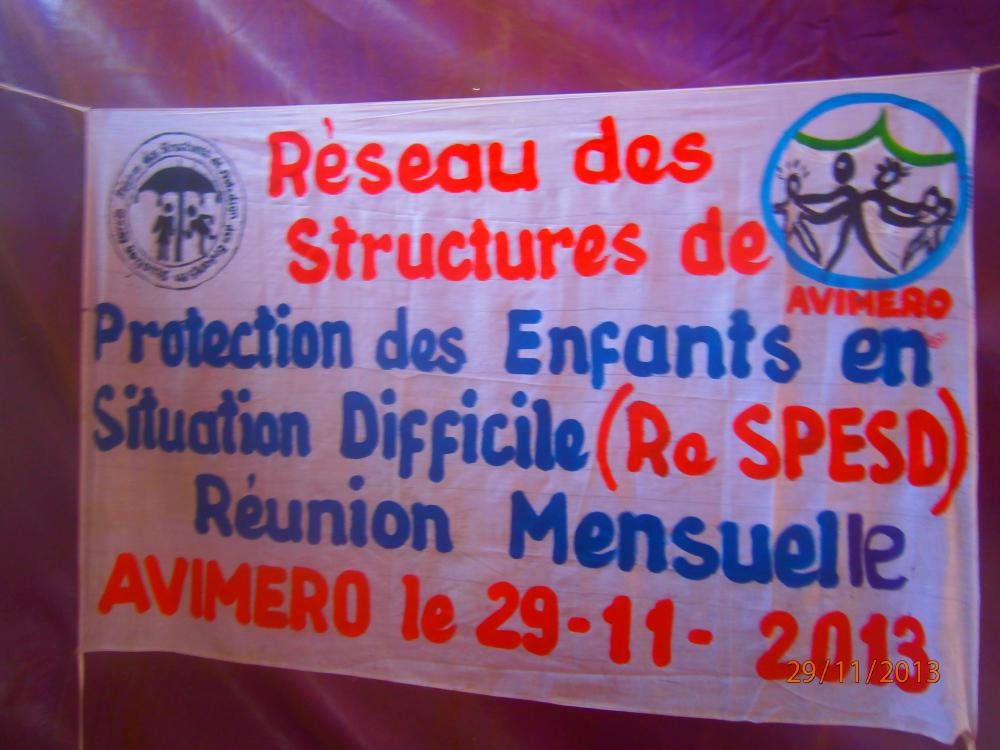 Réseau des
Structures de
AVIMERO
Protection des Enfants en
Situation Difficile (Re SPESD)
Réunion Mensuelle
AVIMERO le 29-11-2013
29/11/2013